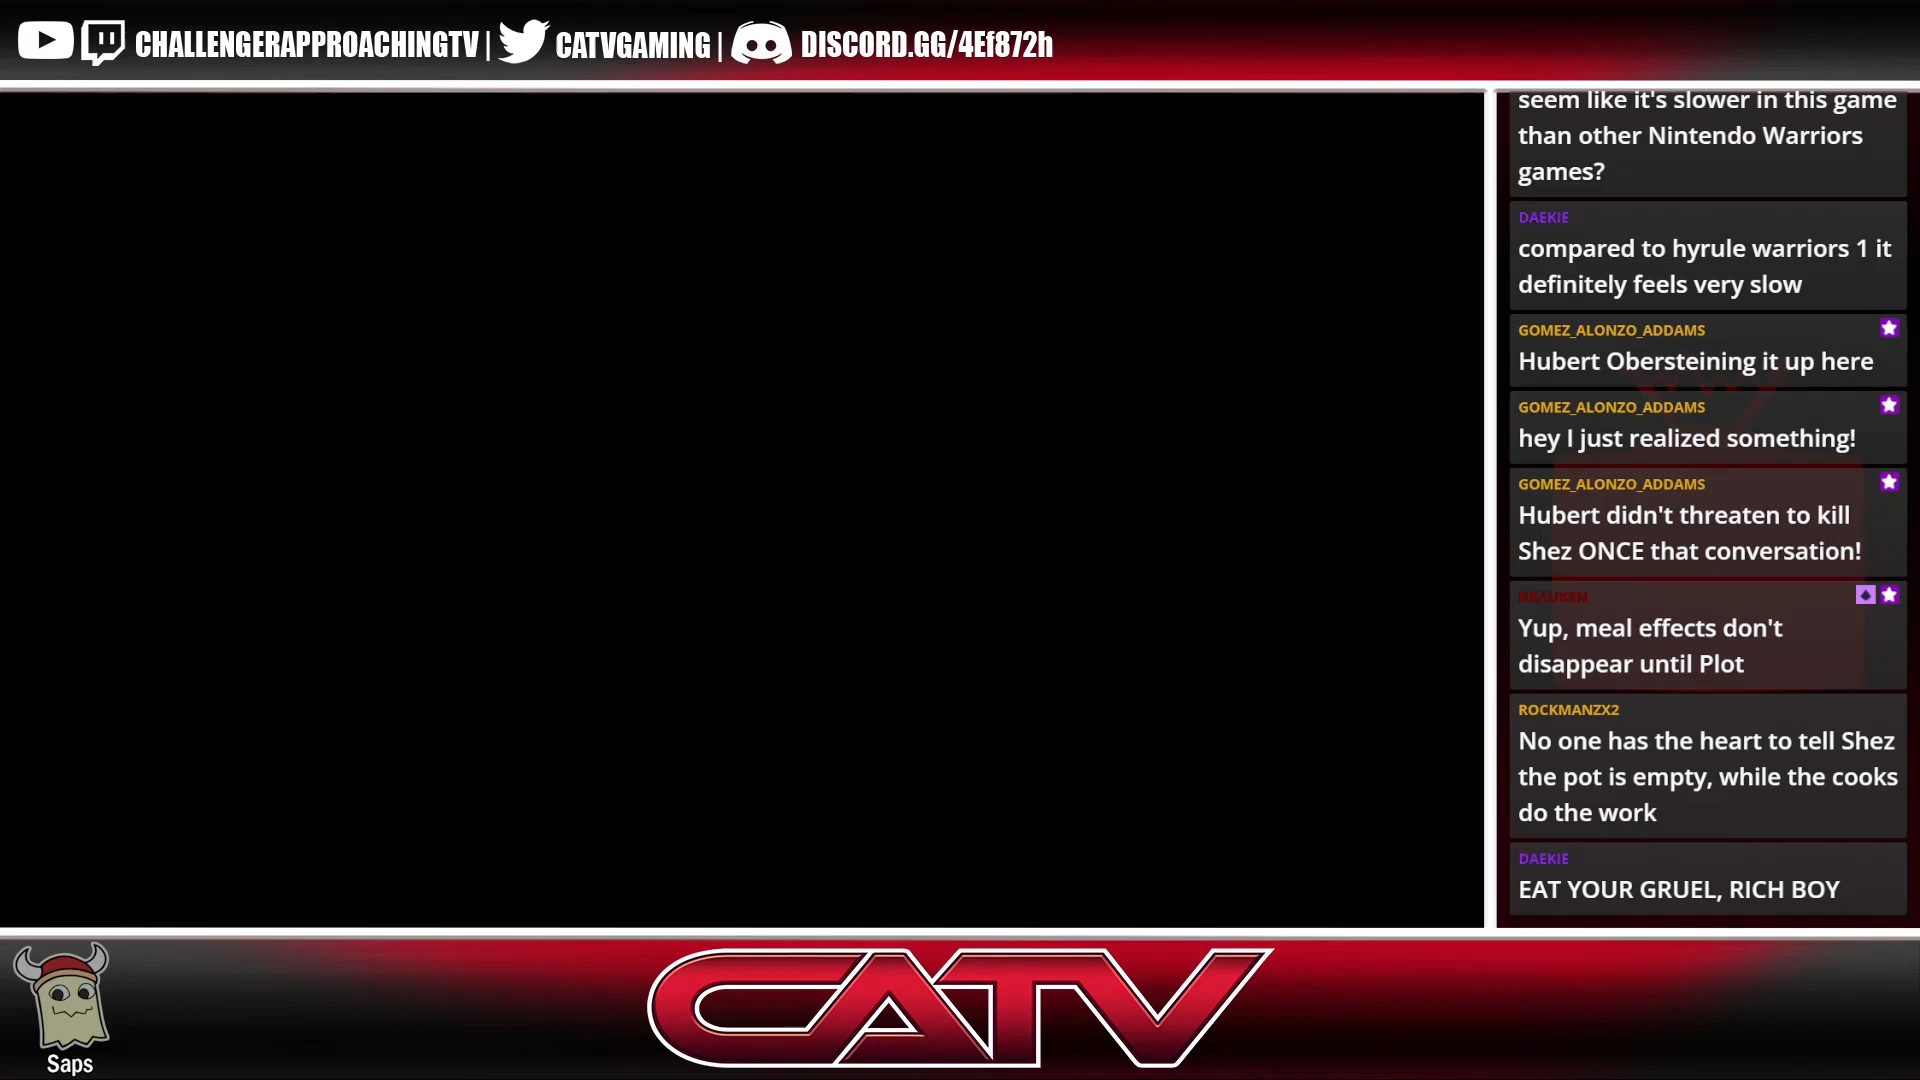 CHALLENGERAPPROACHINGTV | CATVGAMING | DISCORD.GG/4Ef872h
seem like it's slower in this game
than other Nintendo Warriors
games?
DAEKIE
compared to hyrule warriors 1 it
definitely feels very slow
GOMEZ_ALONZO_ADDAMS
Hubert Obersteining it up here
GOMEZ_ALONZO_ADDAMS
hey I just realized something!
GOMEZ_ALONZO_ADDAMS
Hubert didn't threaten to kill
Shez ONCE that conversation!
Yup, meal effects don't
disappear until Plot
ROCKMANZX2
No one has the heart to tell Shez
the pot is empty, while the cooks
do the work
DAEKIE
EAT YOUR GRUEL, RICH BOY
CATV
Saps